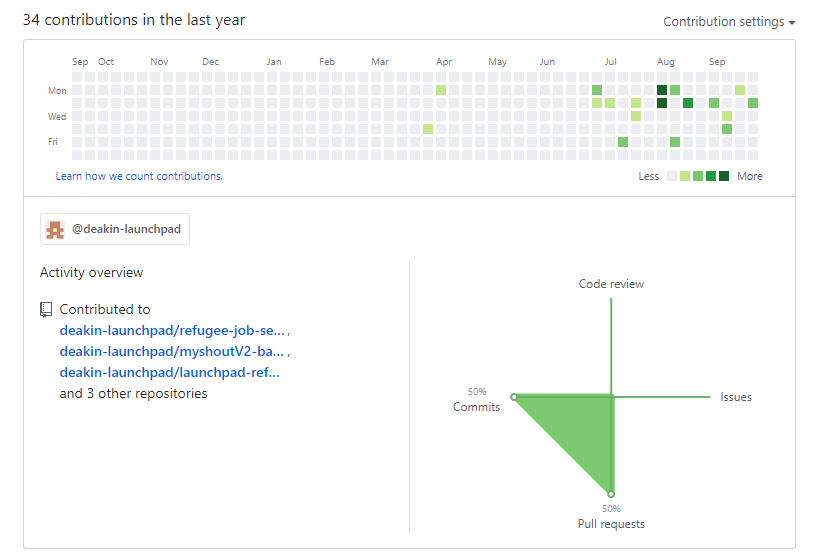 34 contributions in the last year
Contribution settings
Sep Oct Nov Dec Jan Feb Mar Apr May Jun Jul Aug Sep
Mon
Wed
Fri
Learn how we count contributions.
Less More
@deakin-launchpad
Activity overview
Contributed to
deakin-launchpad/refugee-job-se... ,
deakin-launchpad/myshoutV2-ba... ,
deakin-launchpad/launchpad-ref...
and 3 other repositories
Code review
50%
Commits
Issues
50%
Pull requests